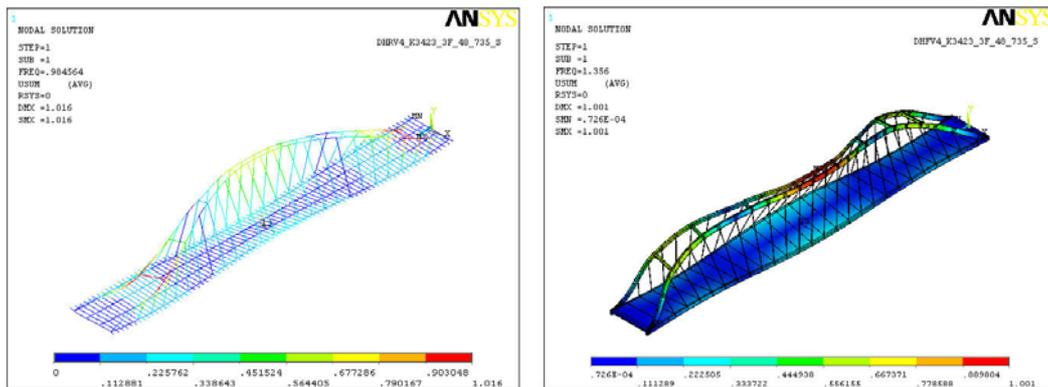 1
ANSYS
NODAL SOLUTION
DHRV4_K3423_3F_48_735_S
STEP=1
SUB =1
FREQ=.984564
USUM (AVG)
RSYS=0
DMX =1.016
SMX =1.016
MN
Y
X
0
.112881
.225762
.338643
.451524
.564405
.677286
.790167
.903048
1.016
1
ANSYS
NODAL SOLUTION
DHFV4_K3423_3F_48_735_S
STEP=1
SUB =1
FREQ=1.356
USUM (AVG)
RSYS=0
DMX =1.001
SMN =.726E-04
SMX =1.001
Y
.726E-04
.111289
.222505
.333722
.444938
.556155
.667371
.778588
.889804
1.001